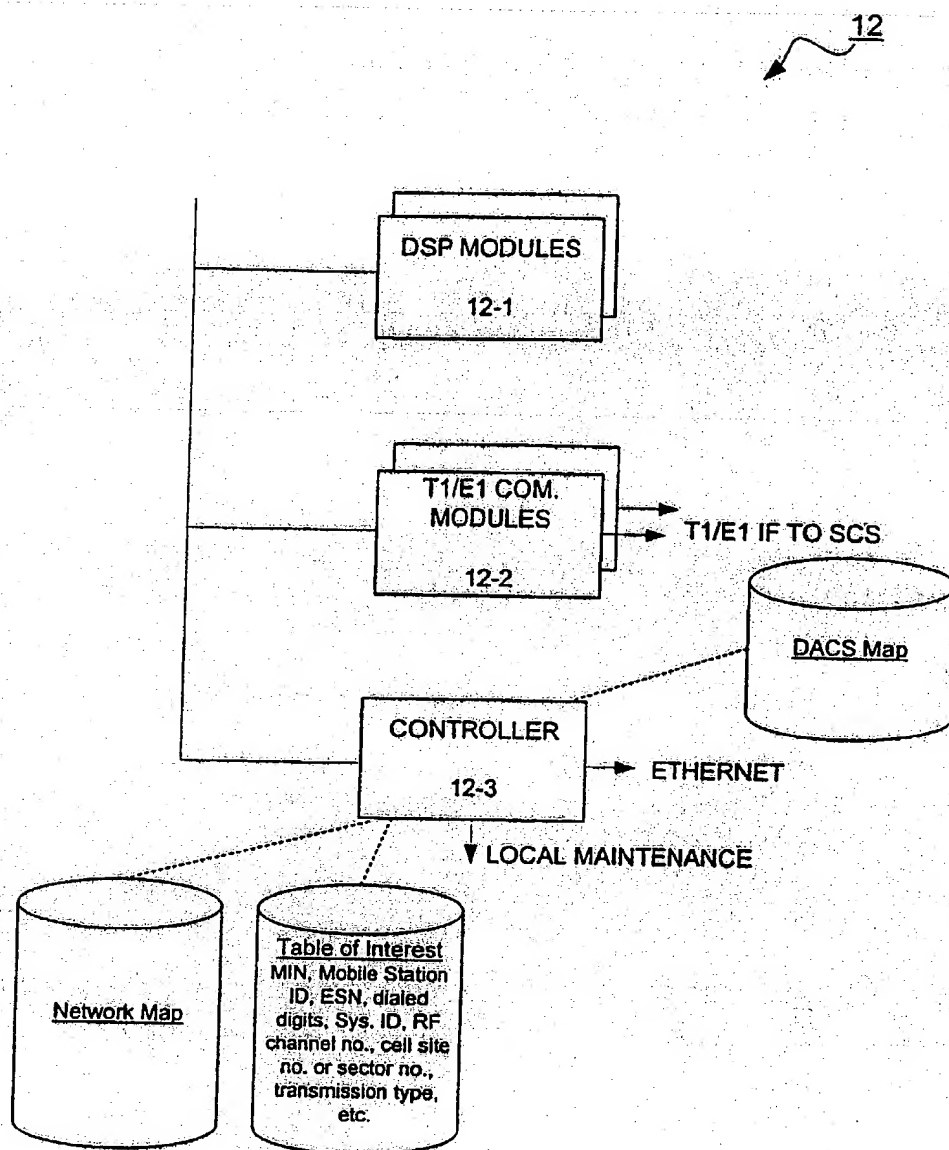 12
DSP MODULES
12-1
T1/E1 COM.
MODULES
12-2
T1/E1 IF TO SCS
DACS Map
CONTROLLER
12-3
ETHERNET
LOCAL MAINTENANCE
Network Map
Table of Interest
MIN, Mobile Station
ID, ESN, dialed
digits, Sys. ID, RF
channel no., cell site
no. or sector no.,
transmission type,
etc.